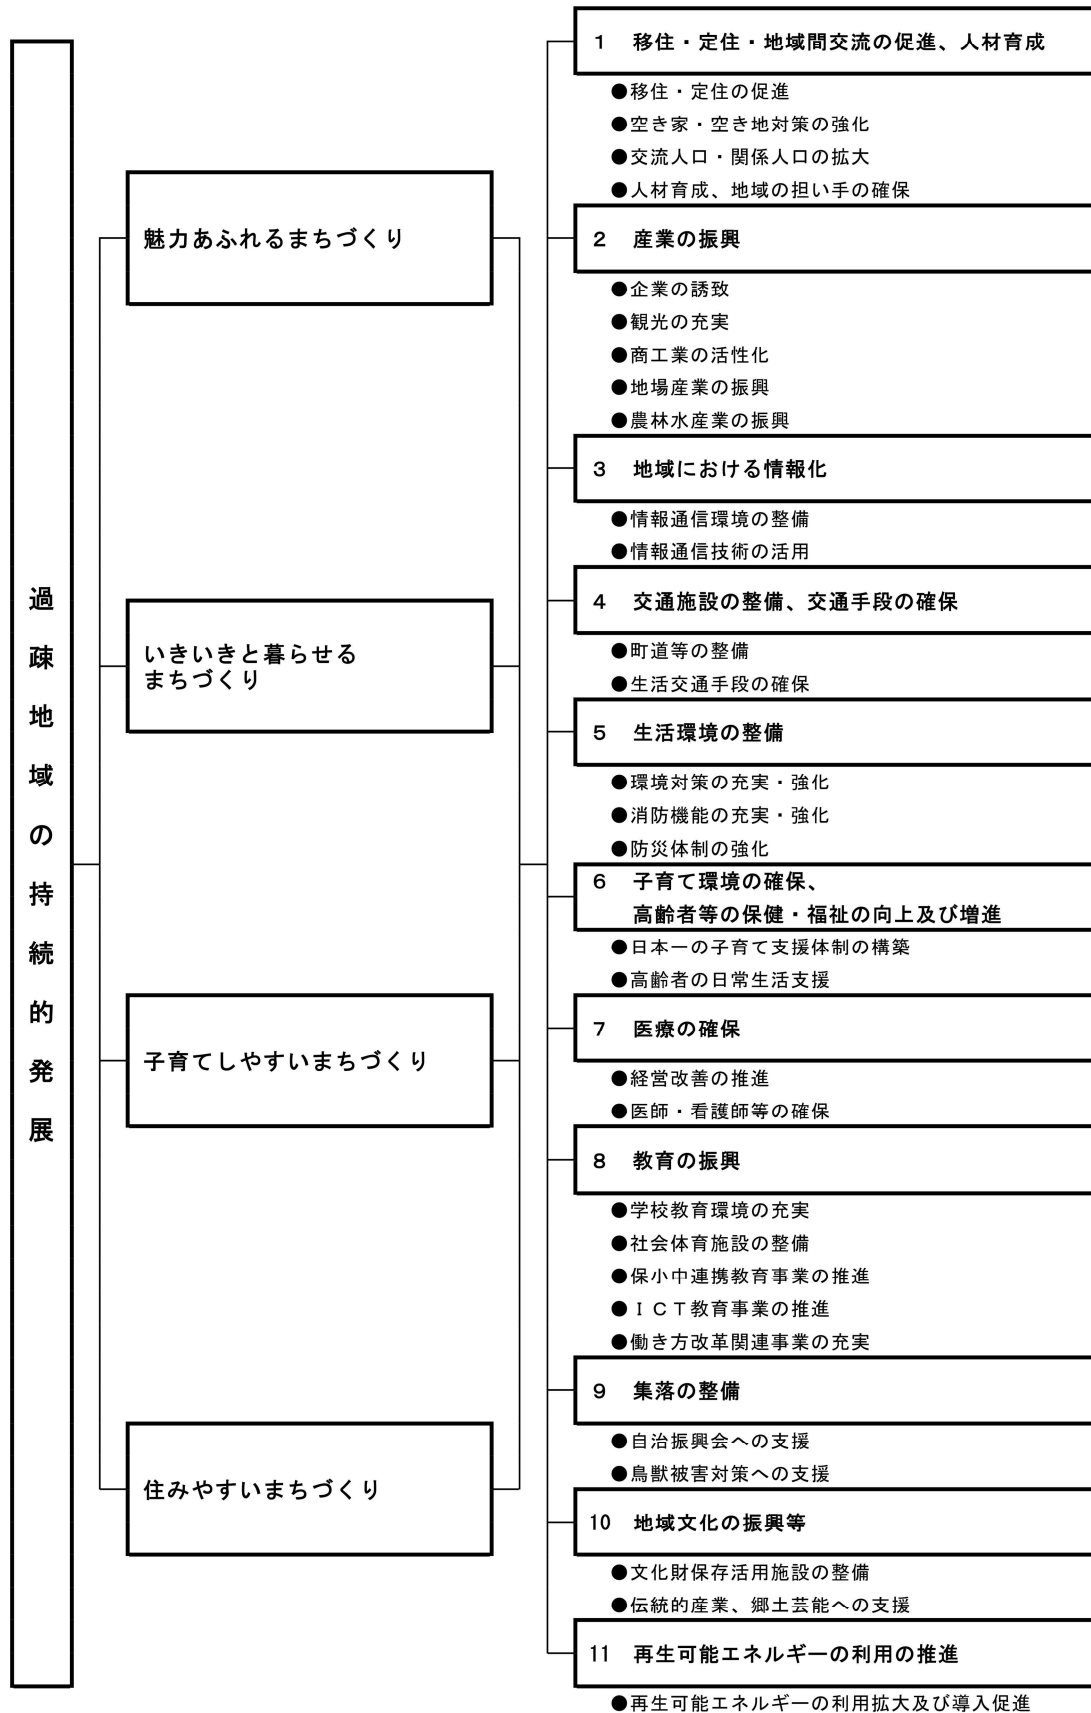 過疎地域の持続的発展
魅力あふれるまちづくり
いきいきと暮らせる
まちづくり
子育てしやすいまちづくり
住みやすいまちづくり
1　移住・定住・地域間交流の促進、人材育成
●移住・定住の促進
●空き家・空き地対策の強化
●交流人口・関係人口の拡大
●人材育成、地域の担い手の確保
2　産業の振興
●企業の誘致
●観光の充実
●商工業の活性化
●地場産業の振興
●農林水産業の振興
3　地域における情報化
●情報通信環境の整備
●情報通信技術の活用
4　交通施設の整備、交通手段の確保
●町道等の整備
●生活交通手段の確保
5　生活環境の整備
●環境対策の充実・強化
●消防機能の充実・強化
●防災体制の強化
6　子育て環境の確保、
高齢者等の保健・福祉の向上及び増進
●日本一の子育て支援体制の構築
●高齢者の日常生活支援
7　医療の確保
●経営改善の推進
●医師・看護師等の確保
8　教育の振興
●学校教育環境の充実
●社会体育施設の整備
●保小中連携教育事業の推進
●ＩＣＴ教育事業の推進
●働き方改革関連事業の充実
9　集落の整備
●自治振興会への支援
●鳥獣被害対策への支援
10　地域文化の振興等
●文化財保存活用施設の整備
●伝統的産業、郷土芸能への支援
11　再生可能エネルギーの利用の推進
●再生可能エネルギーの利用拡大及び導入促進